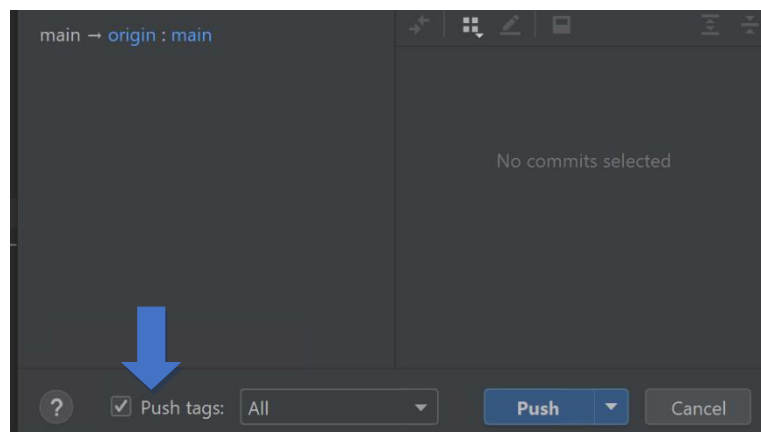 main → origin : main
No commits selected
? Push tags: All Push Cancel